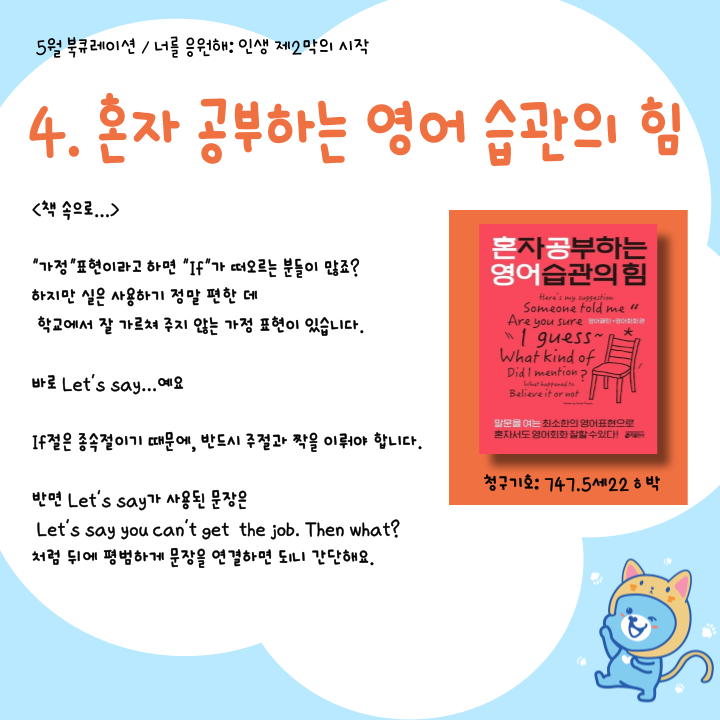 5월 북큐레이션 / 너를 응원해: 인생 제2막의 시작
4. 혼자 공부하는 영어 습관의 힘
<책 속으로...>
"가정"표현이라고 하면 "If"가 떠오르는 분들이 많죠?
하지만 실은 사용하기 정말 편한 데
학교에서 잘 가르쳐 주지 않는 가정 표현이 있습니다.
바로 Let's say...예요
If절은 종속절이기 때문에, 반드시 주절과 짝을 이뤄야 합니다.
반면 Let's say가 사용된 문장은
Let's say you can't get the job. Then what?
처럼 뒤에 평범하게 문장을 연결하면 되니 간단해요.
혼자공부하는
영어습관의힘
Here's my suggestion
Someone told me "
Are you sure 영어패턴+영어회화 편
" I guess~
What kind of
Did I mention?
What happened to
Believe it or not
말문을 여는 최소한의 영어표현으로
혼자서도 영어회화 잘할 수 있다!
청구기호: 747.5세22ㅎ박